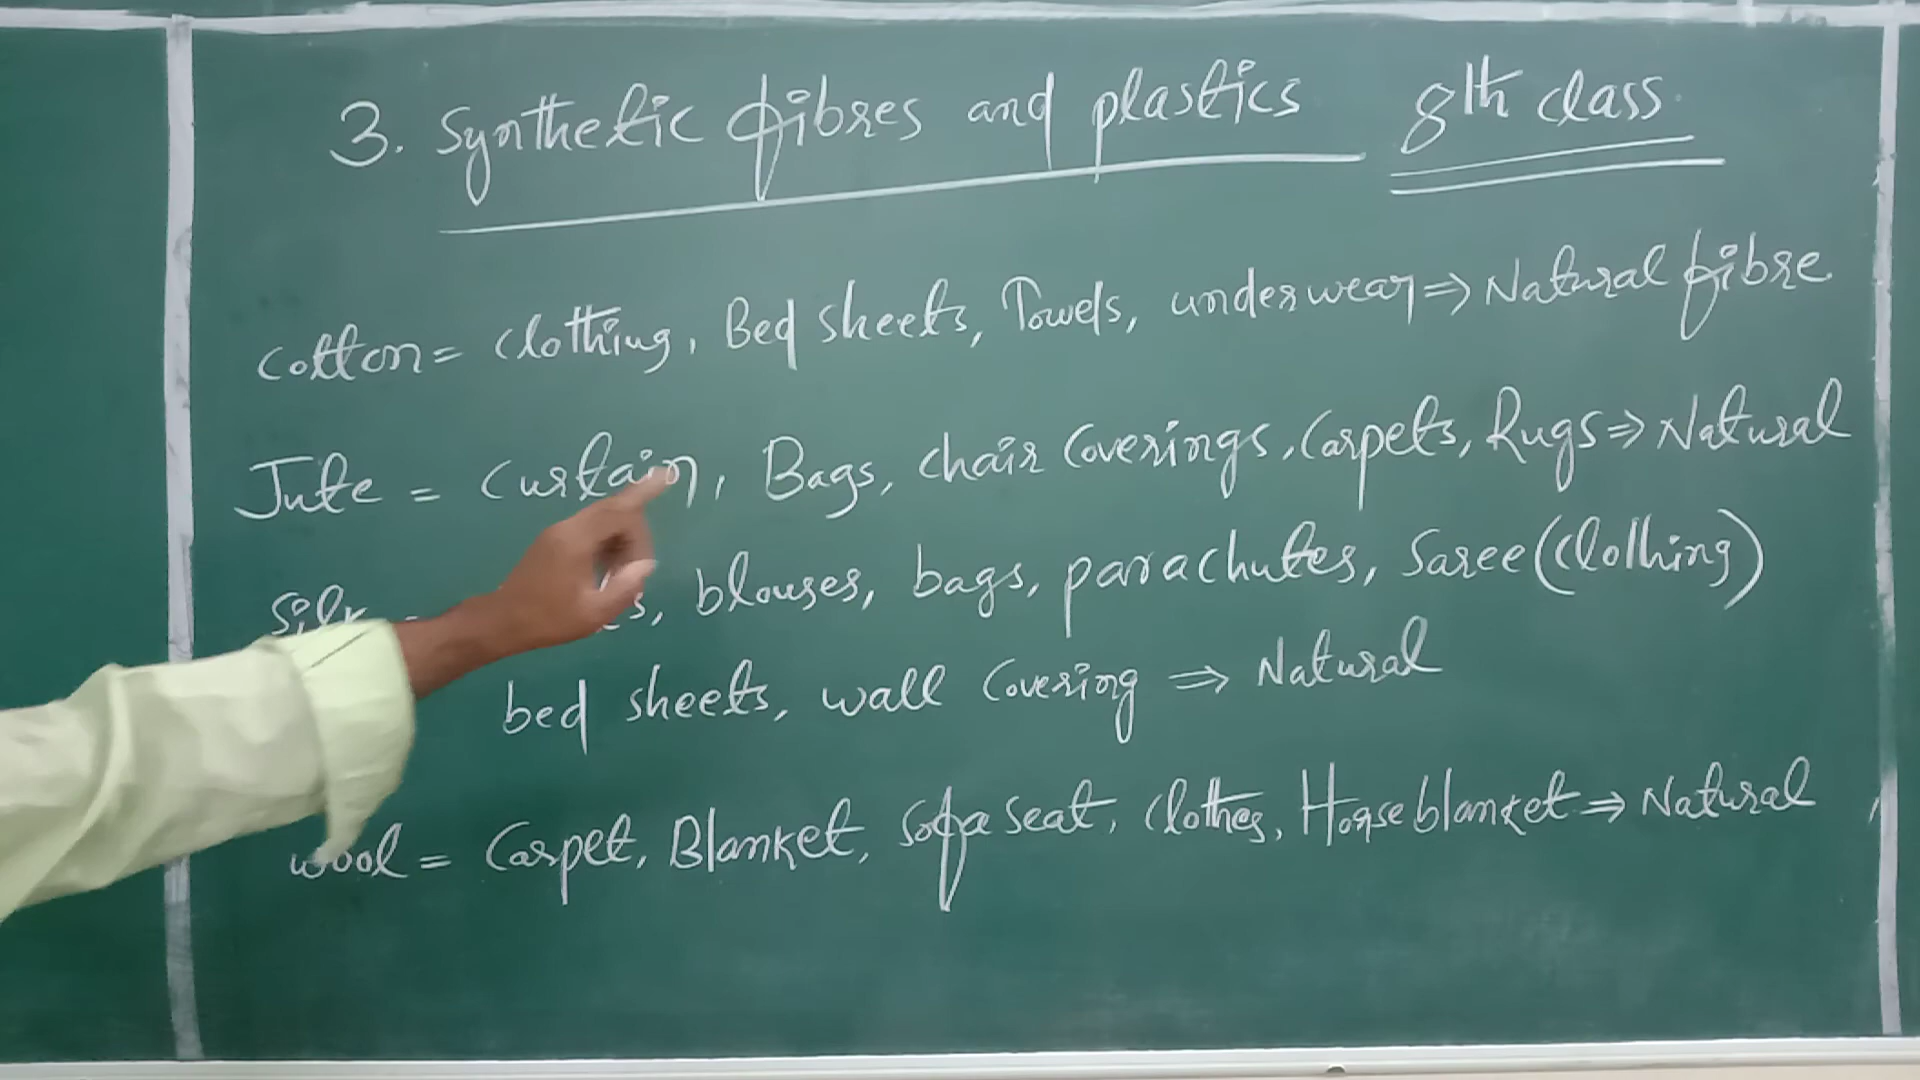 3. Synthetic fibres and plastics 8th class
Cotton = Clothing, Bed sheets, Towels, underwear ⇒ Natural fibre
Jute = Curtain, Bags, chair Coverings, Carpets, Rugs ⇒ Natural
Silk = blouses, bags, parachutes, Saree (Clothing)
bed sheets, wall Covering ⇒ Natural
wool = Carpet, Blanket, Sofa seat, Clothes, Horse blanket ⇒ Natural